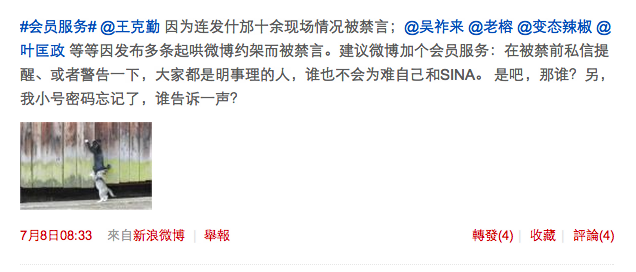 #会员服务# @王克勤 因为连发什邡十余现场情况被禁言；@吴祚来 @老榕 @变态辣椒 @
叶匡政 等等因发布多条起哄微博约架而被禁言。建议微博加个会员服务：在被禁前私信提
醒、或者警告一下，大家都是明事理的人，谁也不会为难自己和SINA。 是吧，那谁？另，
我小号密码忘记了，谁告诉一声？
7月8日08:33 來自新浪微博 | 舉報 轉發(4) | 收藏 | 評論(4)